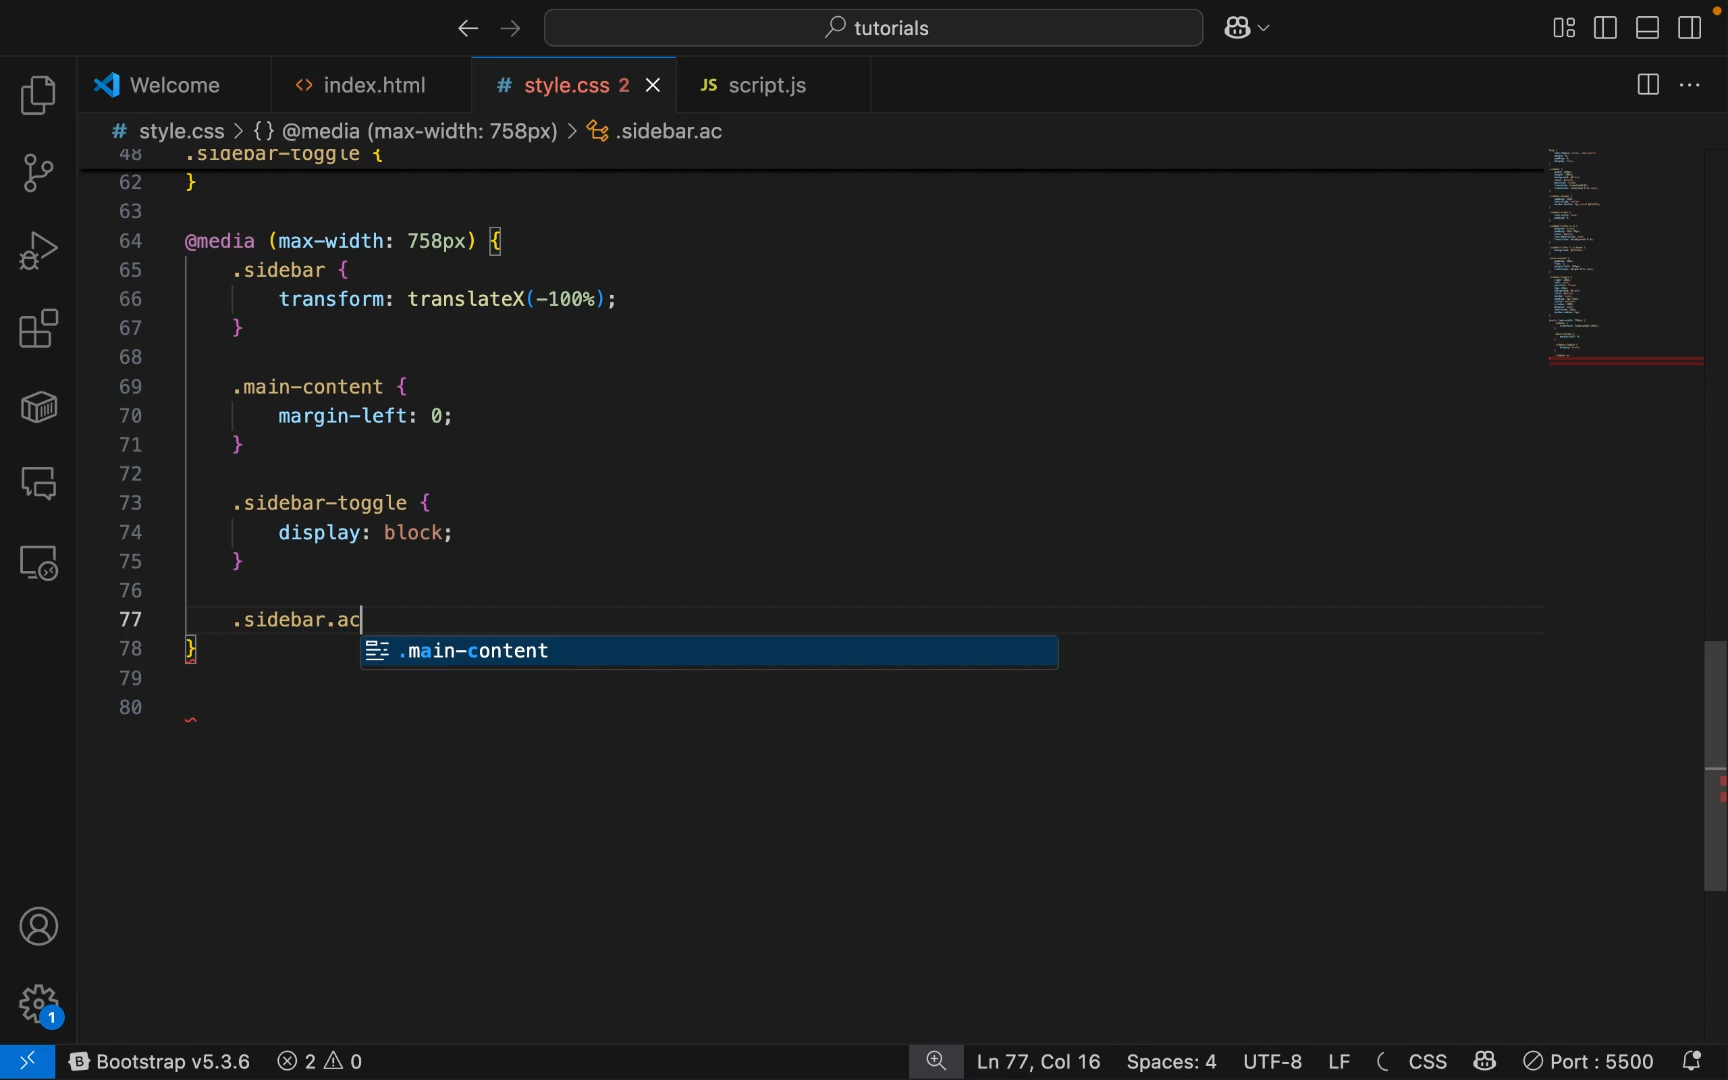 tutorials
Welcome
index.html
# style.css 2
JS script.js
# style.css > {} @media (max-width: 758px) > .sidebar.ac
48 .sidebar-toggle {
62 }
63
64 @media (max-width: 758px) {
65 .sidebar {
66 transform: translateX(-100%);
67 }
68
69 .main-content {
70 margin-left: 0;
71 }
72
73 .sidebar-toggle {
74 display: block;
75 }
76
77 .sidebar.ac
.main-content
78 }
79
80
1
Bootstrap v5.3.6
2 0
Ln 77, Col 16
Spaces: 4
UTF-8
LF
CSS
Port : 5500